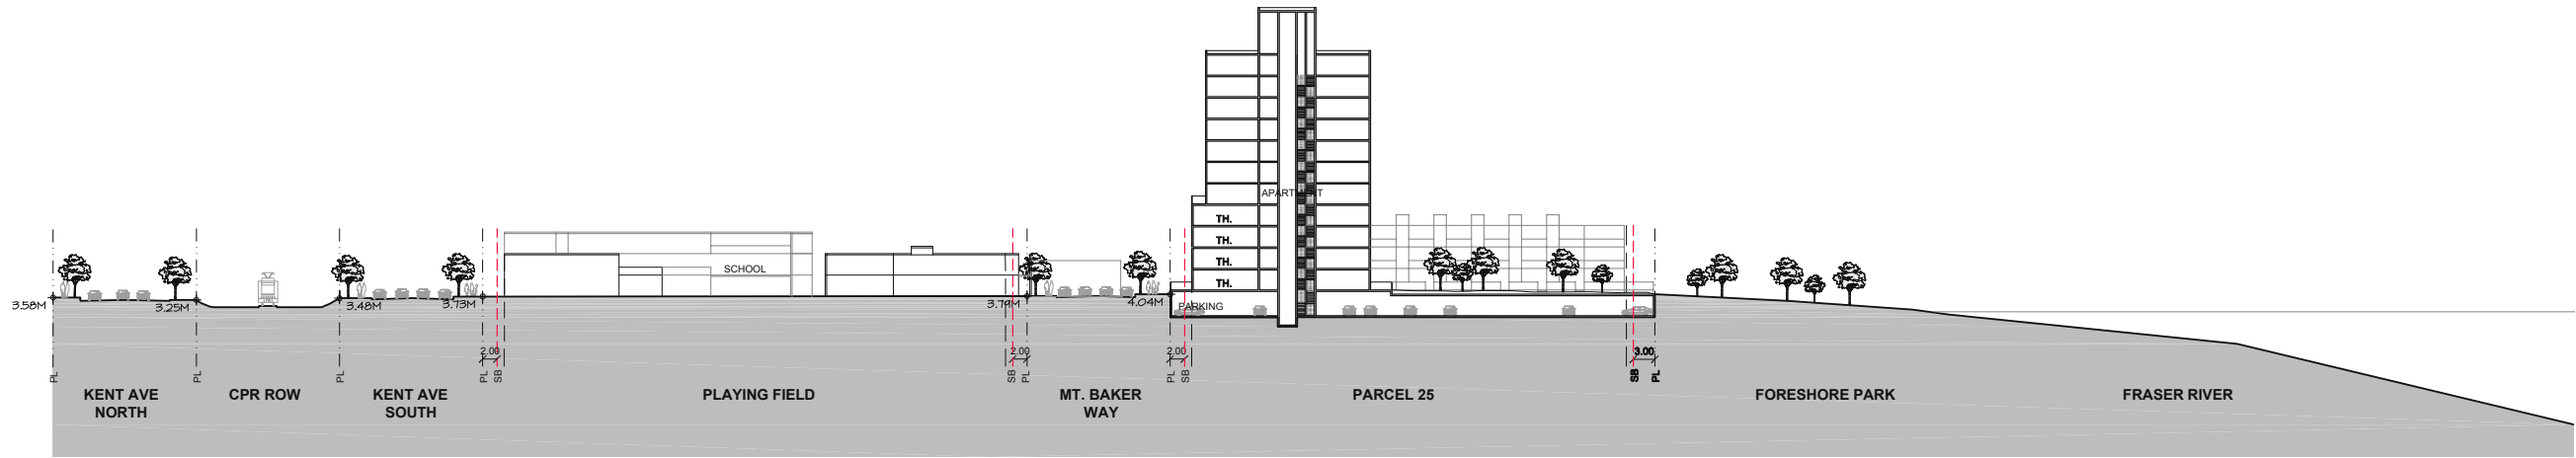 APARTMENT
TH.
TH.
TH.
TH.
SCHOOL
PARKING
3.58M
3.25M
3.48M
3.73M
3.79M
4.04M
2.00
2.00
2.00
3.00
PL
PL
PL
PL
SB
SB
PL
PL
SB
SB
PL
KENT AVE
NORTH
CPR ROW
KENT AVE
SOUTH
PLAYING FIELD
MT. BAKER
WAY
PARCEL 25
FORESHORE PARK
FRASER RIVER